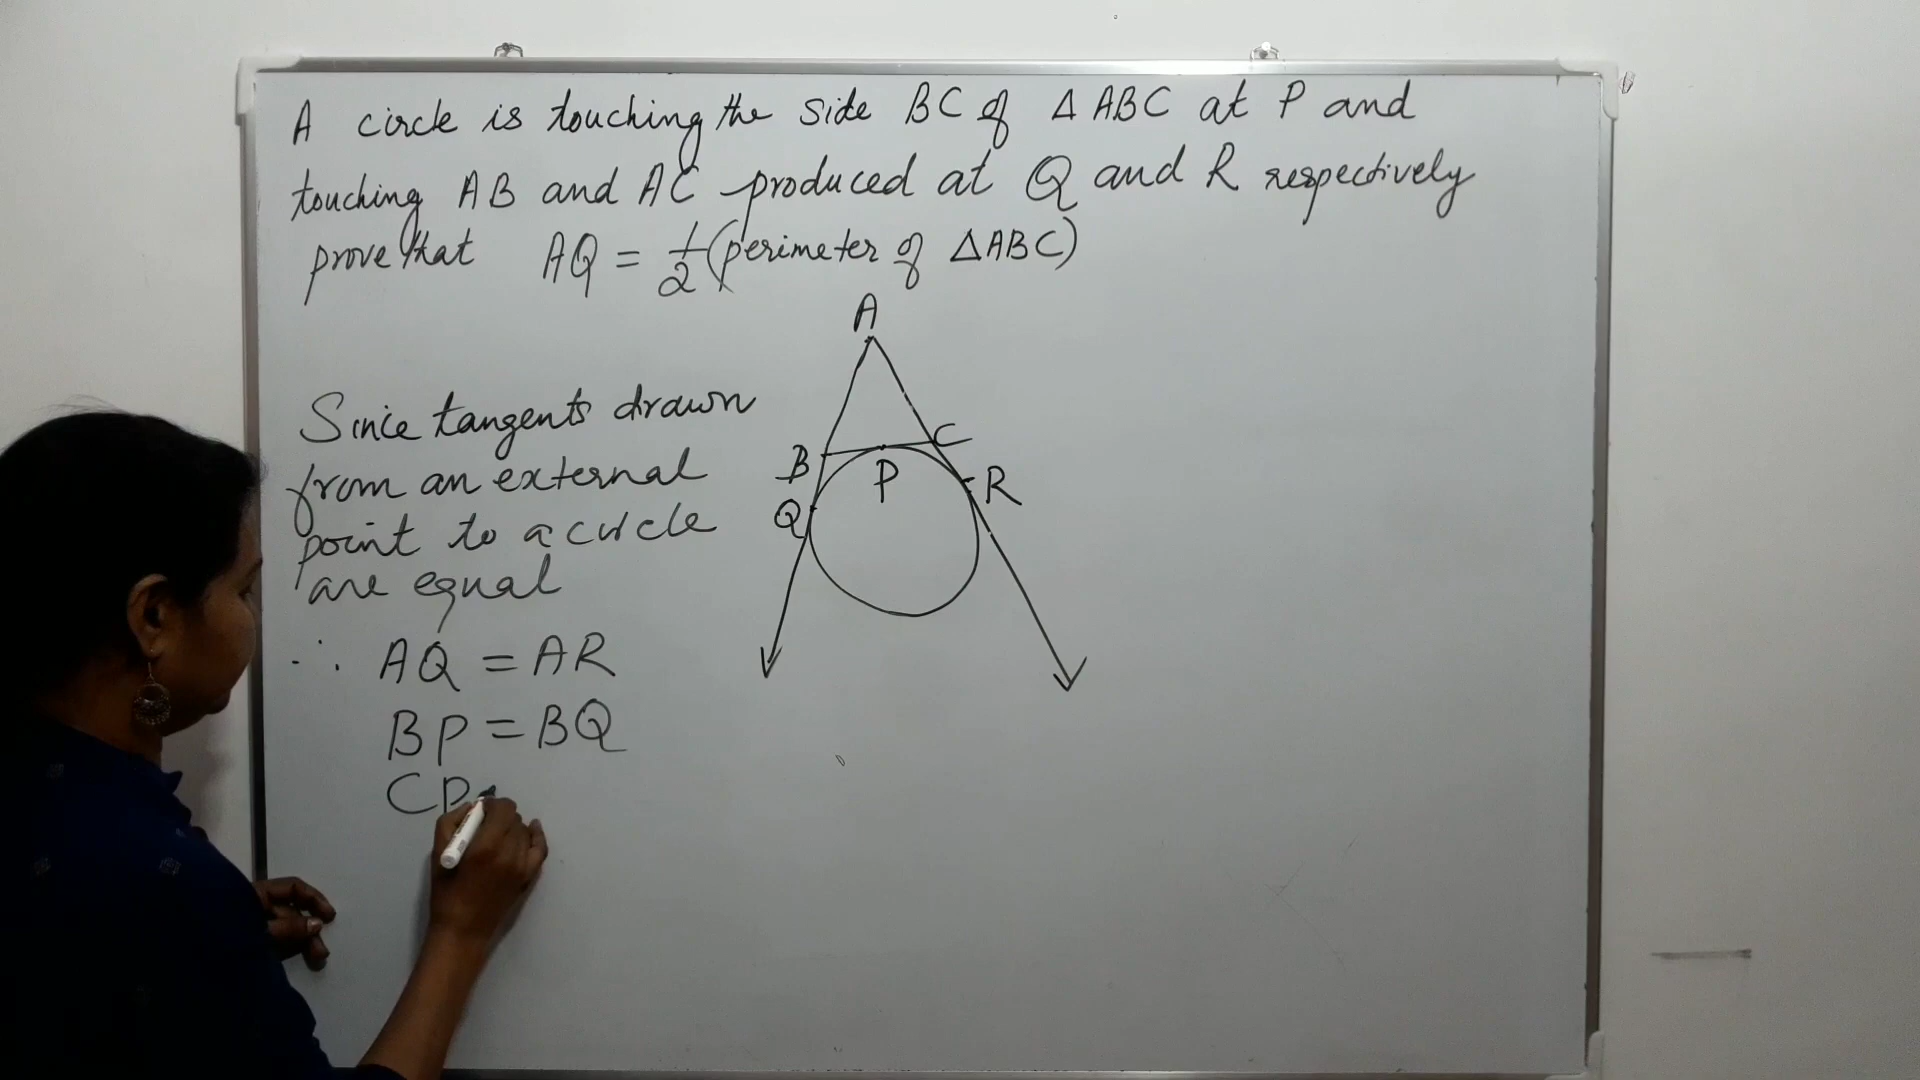 A circle is touching the side BC of Δ ABC at P and
touching AB and AC produced at Q and R respectively
prove that AQ = 1/2 (perimeter of ΔABC)
A
Since tangents drawn
from an external
point to a circle
are equal
B
P
C
Q
R
∴ AQ = AR
BP = BQ
CP =